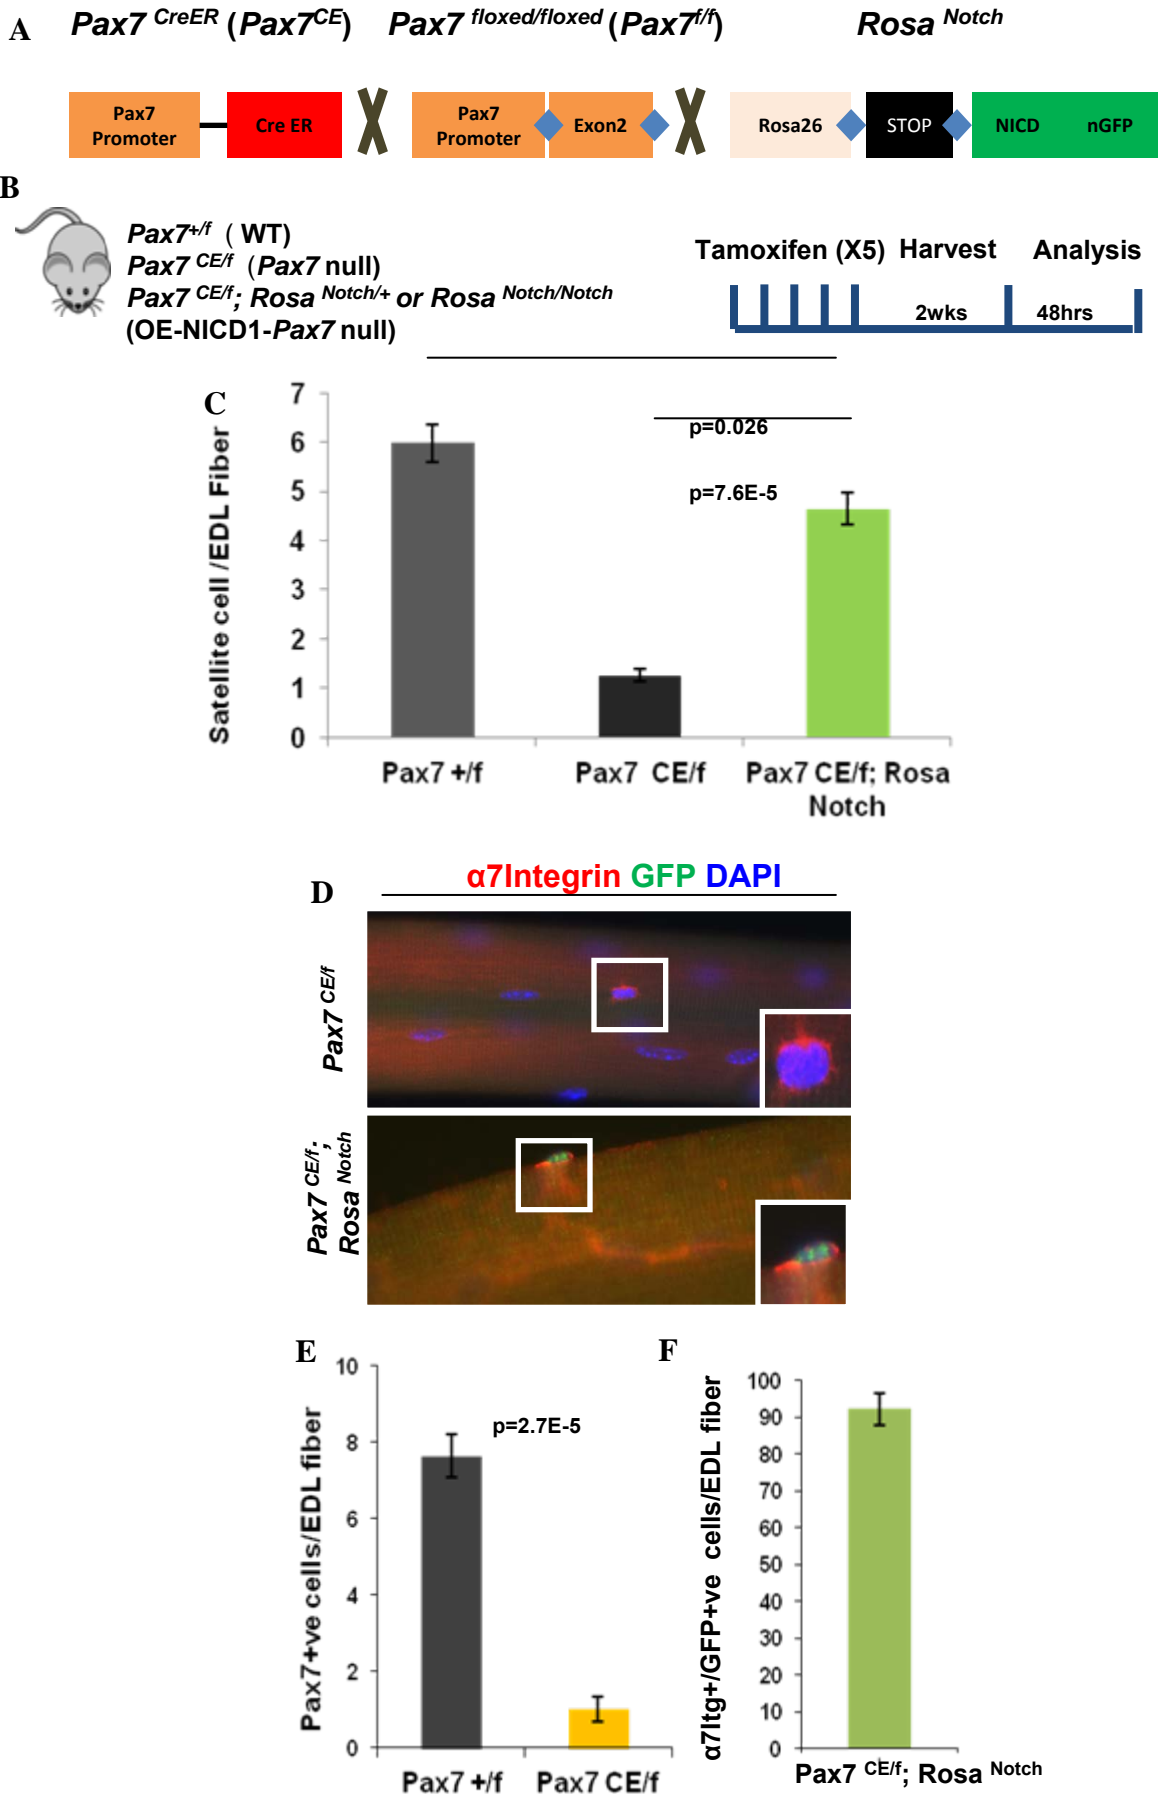 A Pax7 CreER (Pax7CE) Pax7 floxed/floxed (Pax7f/f) Rosa Notch
Pax7 Promoter Cre ER Pax7 Promoter Exon2 Rosa26 STOP NICD nGFP
B
Pax7+/f ( WT)
Pax7 CE/f (Pax7 null)
Pax7 CE/f; Rosa Notch/+ or Rosa Notch/Notch
(OE-NICD1-Pax7 null)
Tamoxifen (X5) Harvest Analysis
2wks 48hrs
C
Satellite cell /EDL Fiber
7
6
5
4
3
2
1
0
p=0.026
p=7.6E-5
Pax7 +/f Pax7 CE/f Pax7 CE/f; Rosa
Notch
D
α7Integrin GFP DAPI
Pax7 CE/f
Pax7 CE/f;
Rosa Notch
E
Pax7+ve cells/EDL fiber
10
8
6
4
2
0
p=2.7E-5
Pax7 +/f Pax7 CE/f
F
α7Itg+/GFP+ve cells/EDL fiber
100
90
80
70
60
50
40
30
20
10
0
Pax7 CE/f; Rosa Notch